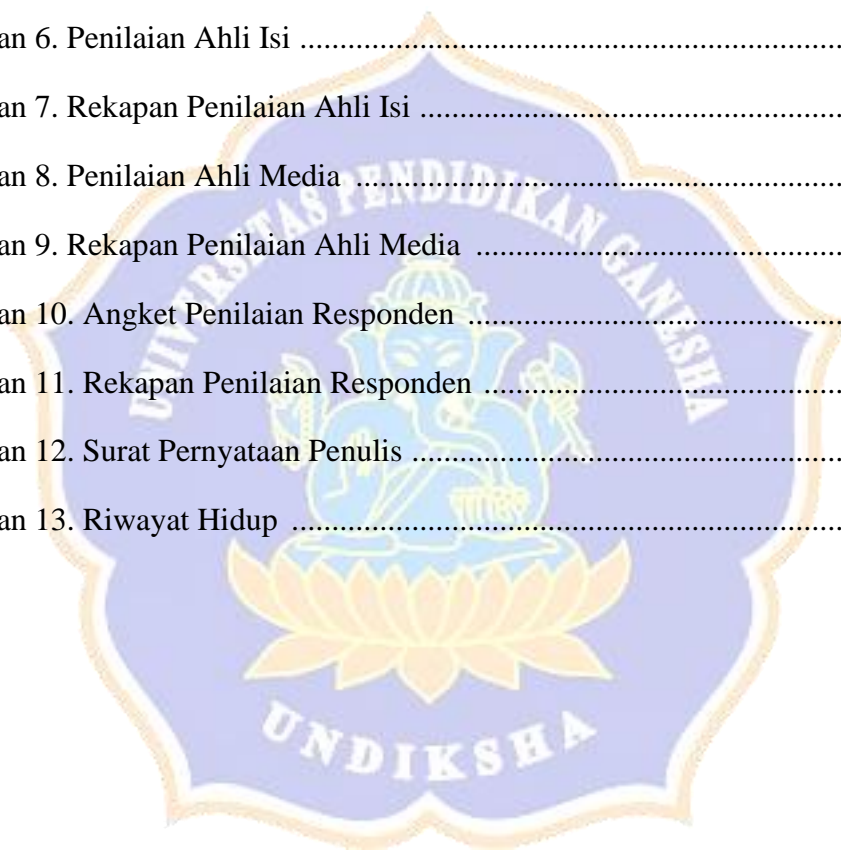 an 6. Penilaian Ahli Isi ....................................................................
an 7. Rekapan Penilaian Ahli Isi .....................................................
an 8. Penilaian Ahli Media .............................................................
an 9. Rekapan Penilaian Ahli Media ..............................................
an 10. Angket Penilaian Responden ...............................................
an 11. Rekapan Penilaian Responden .............................................
an 12. Surat Pernyataan Penulis ......................................................
an 13. Riwayat Hidup .....................................................................
UNIVERSITAS PENDIDIKAN GANESHA
UNDIKSHA